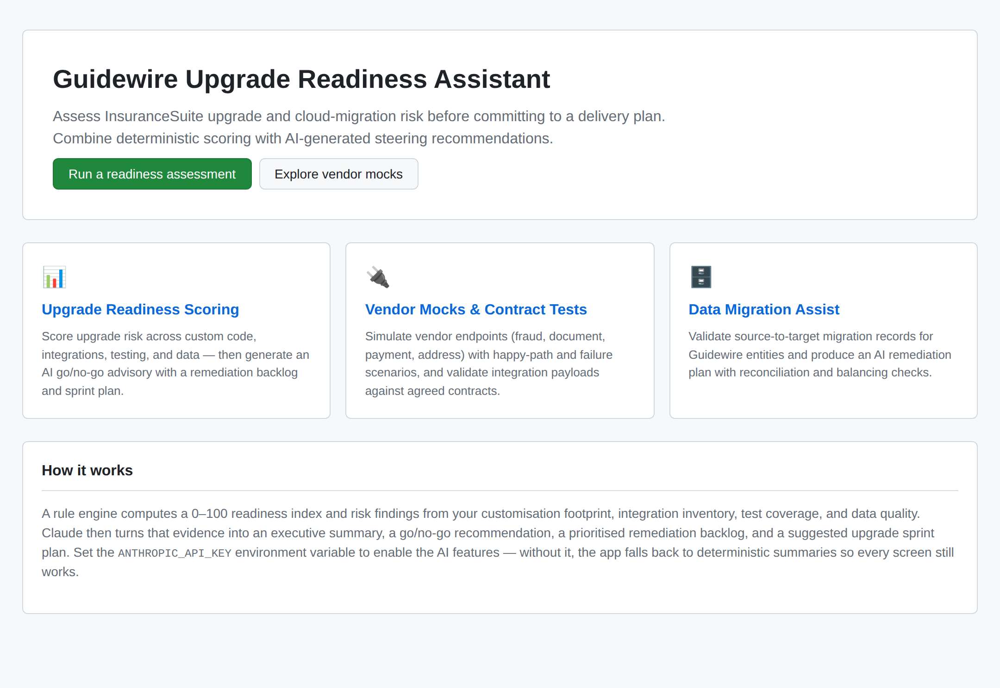 Guidewire Upgrade Readiness Assistant
Assess InsuranceSuite upgrade and cloud-migration risk before committing to a delivery plan.
Combine deterministic scoring with AI-generated steering recommendations.
Run a readiness assessment
Explore vendor mocks
Upgrade Readiness Scoring
Score upgrade risk across custom code,
integrations, testing, and data — then generate an
AI go/no-go advisory with a remediation backlog
and sprint plan.
Vendor Mocks & Contract Tests
Simulate vendor endpoints (fraud, document,
payment, address) with happy-path and failure
scenarios, and validate integration payloads
against agreed contracts.
Data Migration Assist
Validate source-to-target migration records for
Guidewire entities and produce an AI remediation
plan with reconciliation and balancing checks.
How it works
A rule engine computes a 0–100 readiness index and risk findings from your customisation footprint, integration inventory, test coverage, and data quality.
Claude then turns that evidence into an executive summary, a go/no-go recommendation, a prioritised remediation backlog, and a suggested upgrade sprint
plan. Set the ANTHROPIC_API_KEY environment variable to enable the AI features — without it, the app falls back to deterministic summaries so every screen still
works.